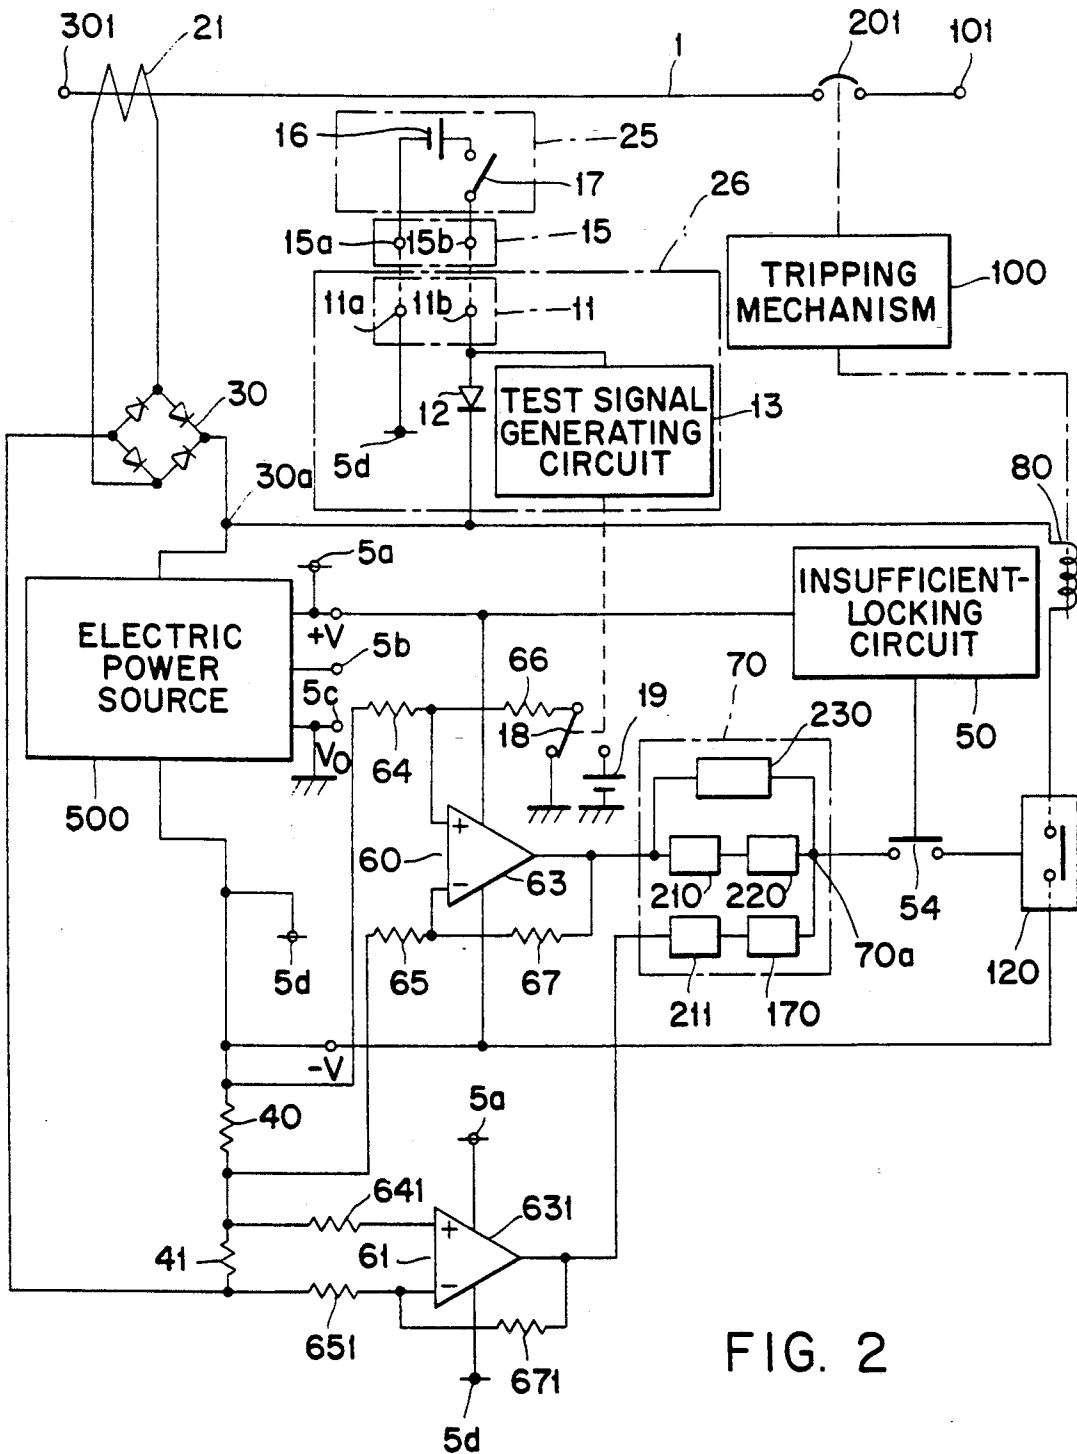 301 21 1 201 101
16 25
17
26
15a 15b 15
11a 11b 11
TRIPPING
MECHANISM
100
30 12
TEST SIGNAL
GENERATING
CIRCUIT
13
5d
30a 80
5a
ELECTRIC
POWER
SOURCE
+V
5b
5c
VO
INSUFFICIENT-
LOCKING
CIRCUIT
50
500
66 70 19
18 230
64
60 + 63
−
210 220 54
65 67 70a 120
5d 211 170
-V
40 5a
641 631
41 61 +
−
651 671
5d
FIG. 2